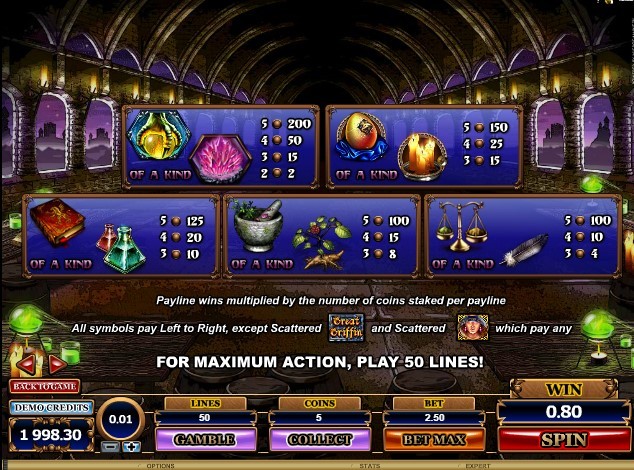 5 200
4 50
3 15
2 2
OF A KIND
5 150
4 25
3 15
OF A KIND
5 125
4 20
3 10
OF A KIND
5 100
4 15
3 8
OF A KIND
5 100
4 10
3 4
OF A KIND
Payline wins multiplied by the number of coins staked per payline
All symbols pay Left to Right, except Scattered Great Griffin and Scattered which pay any
FOR MAXIMUM ACTION, PLAY 50 LINES!
BACK TO GAME
DEMO CREDITS
1 998.30
0.01
LINES
50
GAMBLE
COINS
5
COLLECT
BET
2.50
BET MAX
WIN
0.80
SPIN
OPTIONS STATS EXPERT